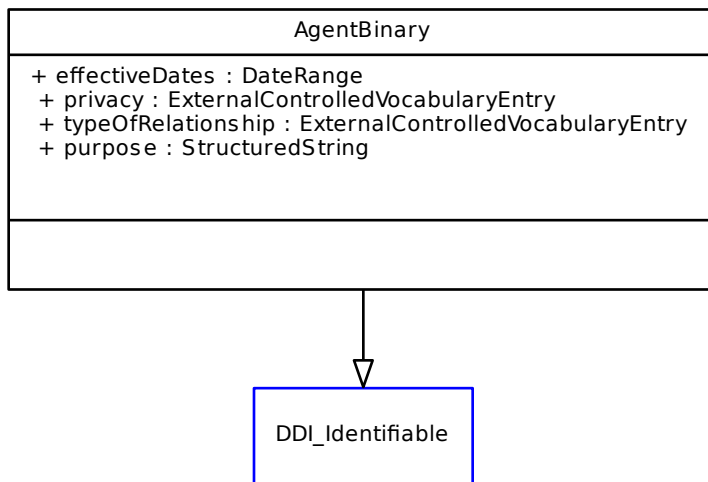 AgentBinary
+ effectiveDates : DateRange
+ privacy : ExternalControlledVocabularyEntry
+ typeOfRelationship : ExternalControlledVocabularyEntry
+ purpose : StructuredString
DDI_Identifiable